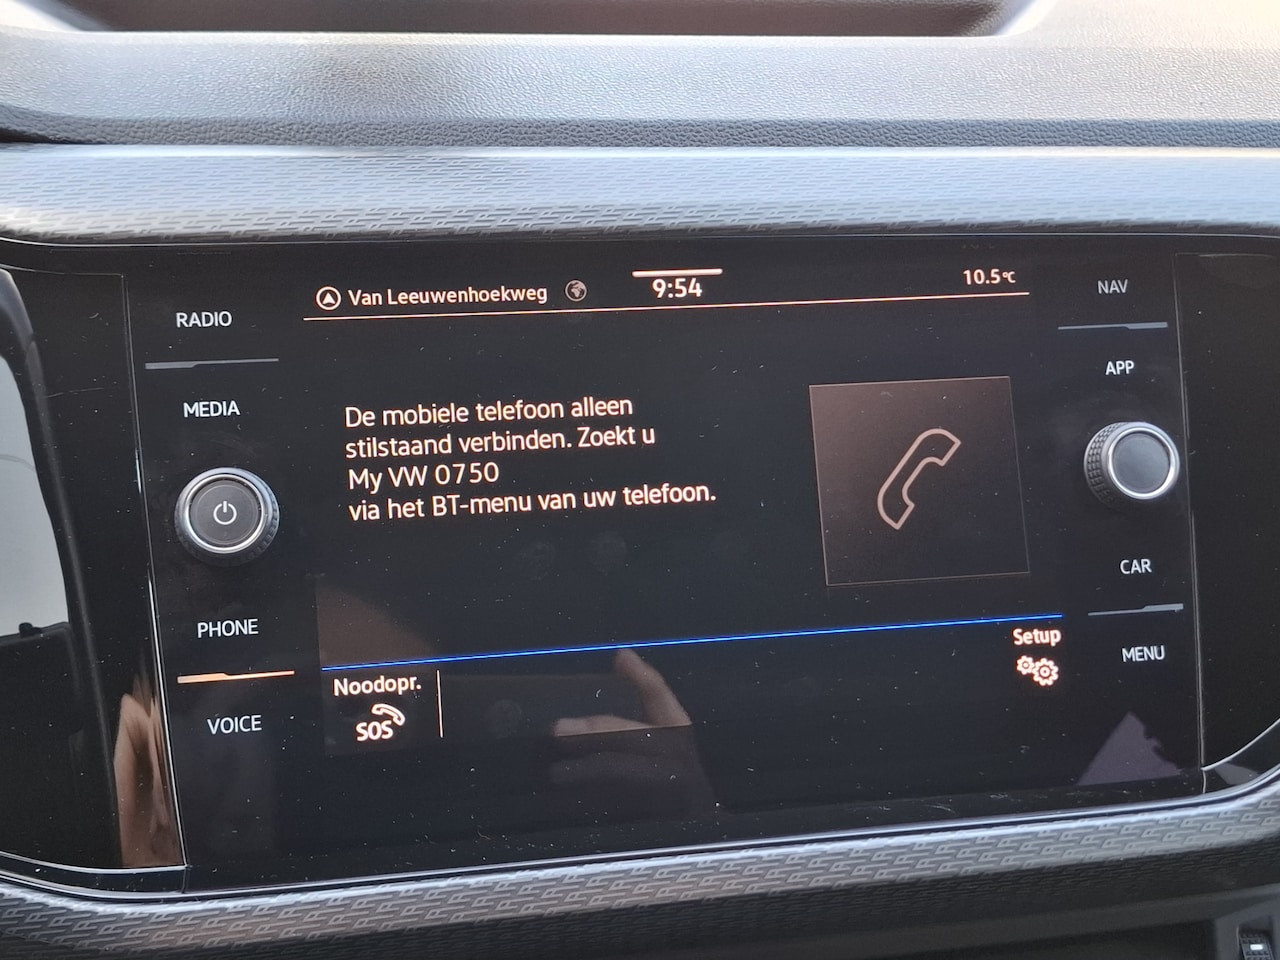 RADIO
MEDIA
PHONE
VOICE
Van Leeuwenhoekweg
9:54
10.5°C
De mobiele telefoon alleen
stilstaand verbinden. Zoekt u
My VW 0750
via het BT-menu van uw telefoon.
Noodopr.
SOS
Setup
NAV
APP
CAR
MENU